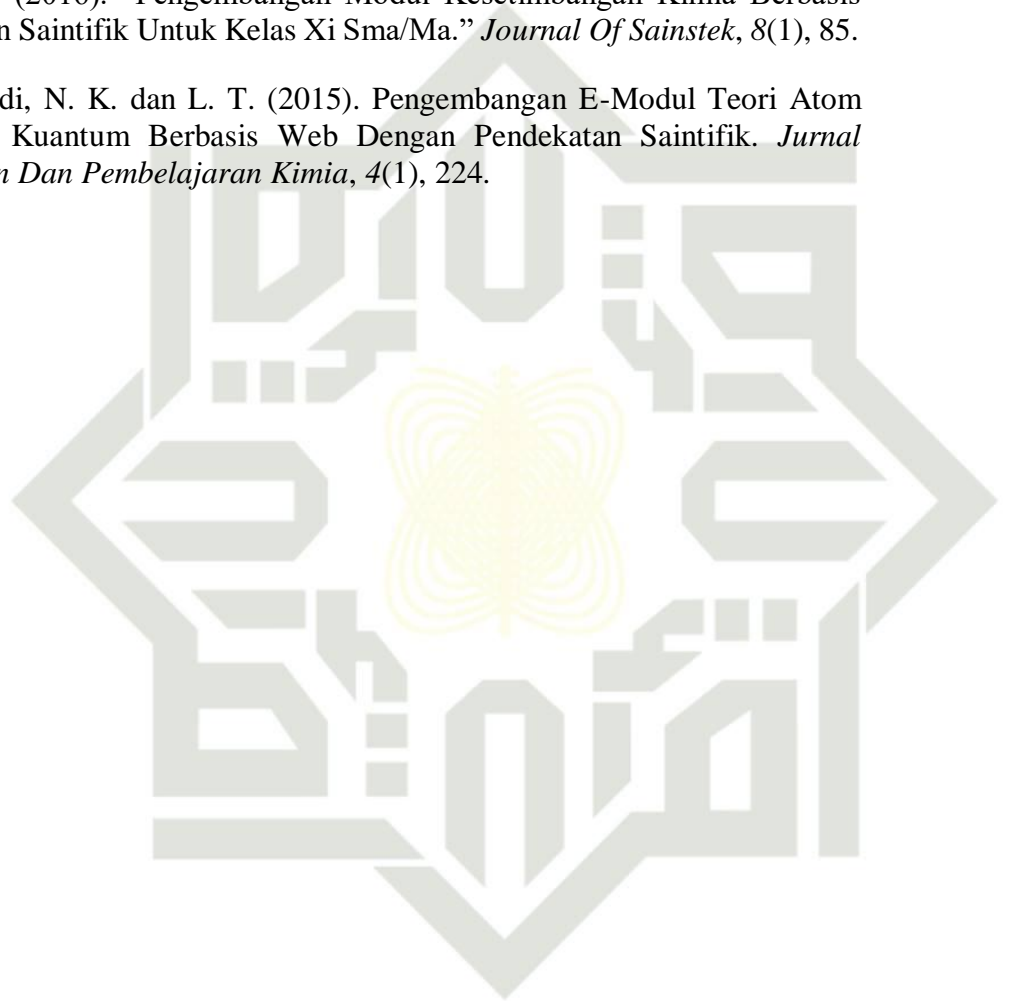 (2016). “Pengembangan Modul Kesetimbangan Kimia Berbasis
n Saintifik Untuk Kelas Xi Sma/Ma.” Journal Of Sainstek, 8(1), 85.
di, N. K. dan L. T. (2015). Pengembangan E-Modul Teori Atom
Kuantum Berbasis Web Dengan Pendekatan Saintifik. Jurnal
n Dan Pembelajaran Kimia, 4(1), 224.